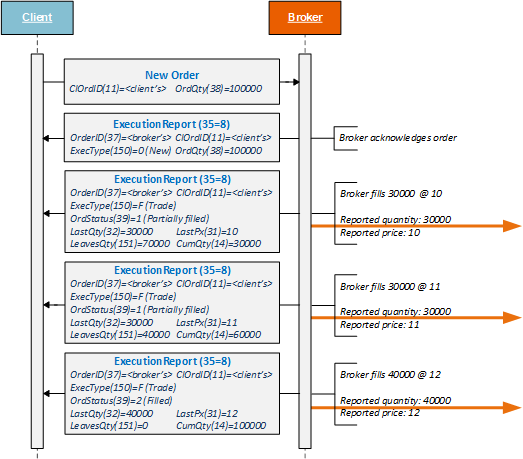 Client
Broker
New Order
ClOrdID(11)=<client's> OrdQty(38)=100000
ExecutionReport (35=8)
OrderID(37)=<broker's> ClOrdID(11)=<client's>
ExecType(150)=0 (New) OrdQty(38)=100000
Broker acknowledges order
ExecutionReport (35=8)
OrderID(37)=<broker's> ClOrdID(11)=<client's>
ExecType(150)=F (Trade)
OrdStatus(39)=1 (Partially filled)
LastQty(32)=30000 LastPx(31)=10
LeavesQty(151)=70000 CumQty(14)=30000
Broker fills 30000 @ 10
Reported quantity: 30000
Reported price: 10
ExecutionReport (35=8)
OrderID(37)=<broker's> ClOrdID(11)=<client's>
ExecType(150)=F (Trade)
OrdStatus(39)=1 (Partially filled)
LastQty(32)=30000 LastPx(31)=11
LeavesQty(151)=40000 CumQty(14)=60000
Broker fills 30000 @ 11
Reported quantity: 30000
Reported price: 11
ExecutionReport (35=8)
OrderID(37)=<broker's> ClOrdID(11)=<client's>
ExecType(150)=F (Trade)
OrdStatus(39)=2 (Filled)
LastQty(32)=40000 LastPx(31)=12
LeavesQty(151)=0 CumQty(14)=100000
Broker fills 40000 @ 12
Reported quantity: 40000
Reported price: 12